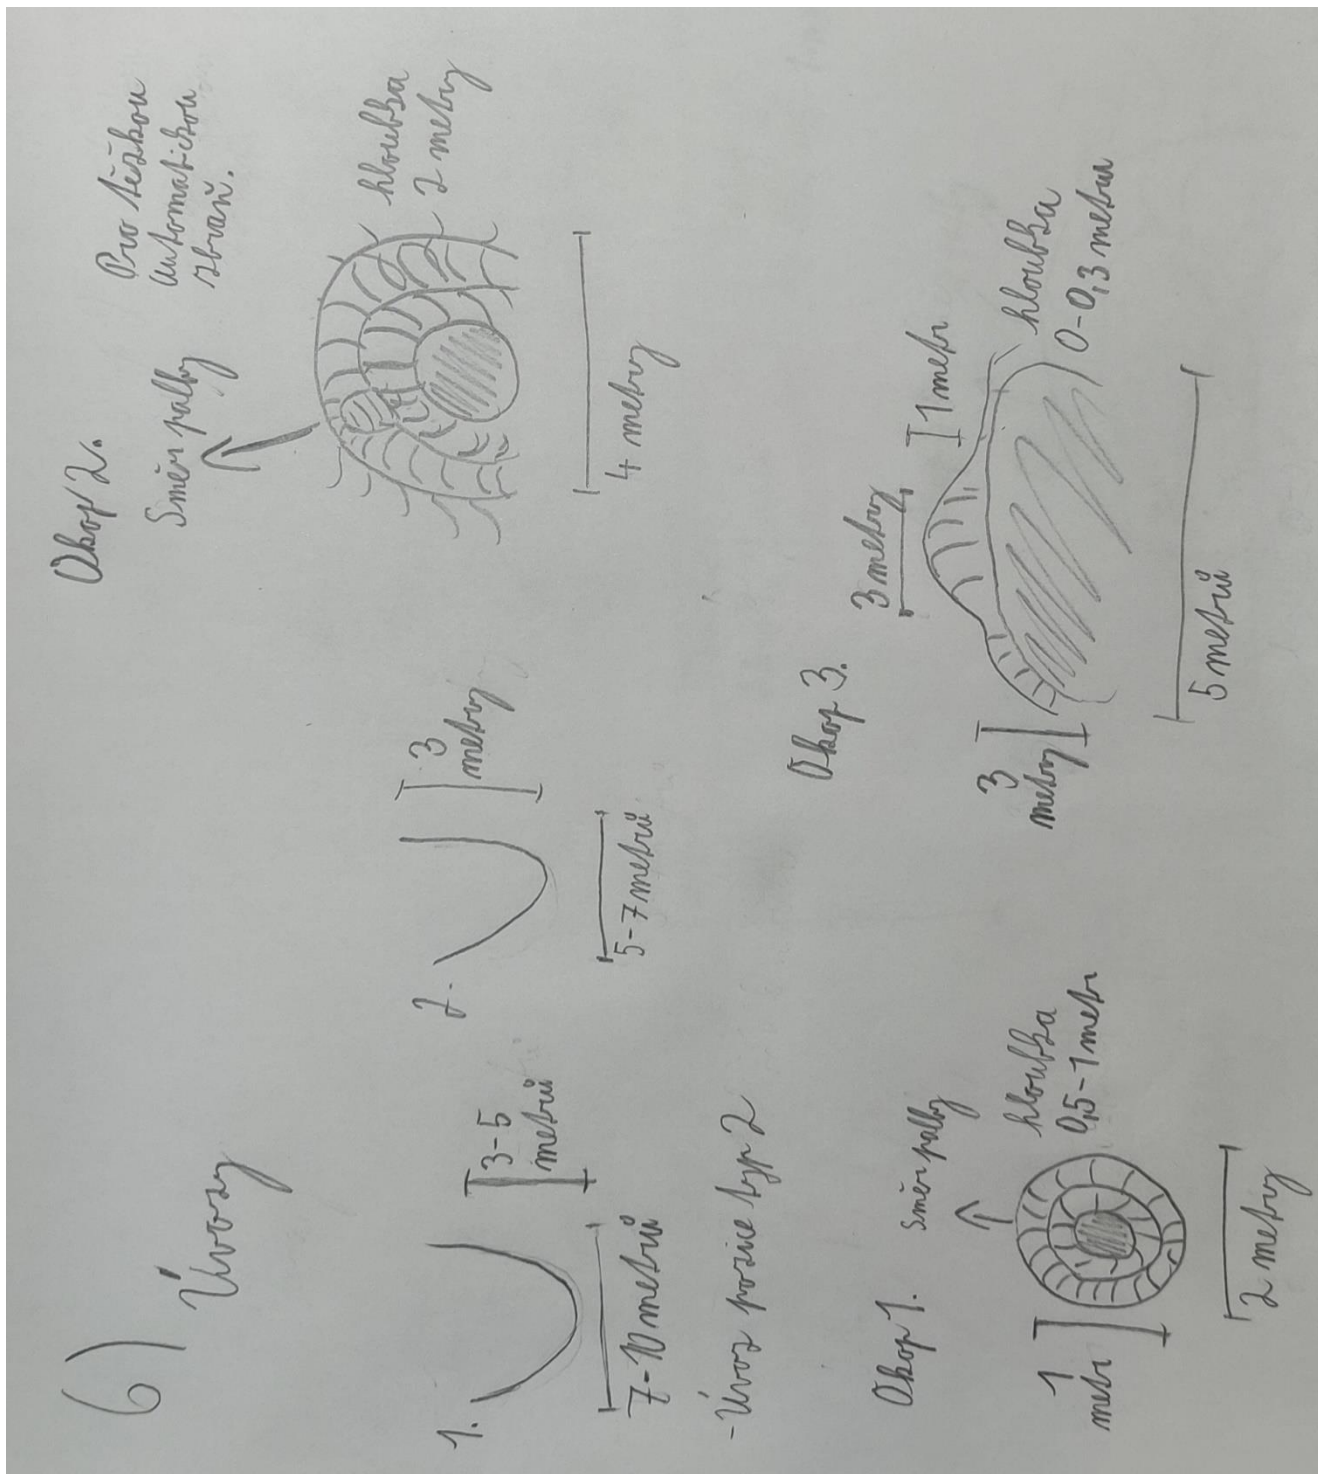 6)
Úvozy
1.
3-5
metrů
7-10 metrů
2.
3
metry
5-7 metrů
-Úvoz pozice typ 2
Okop 1.
Směr palby
hloubka
0,5-1 metr
1
metr
2 metry
Okop 2.
Směr palby
Pro těžkou
automatickou
zbraň.
hloubka
2 metry
4 metry
Okop 3.
3 metry
1 metr
hloubka
0-0,3 metru
3
metry
5 metrů